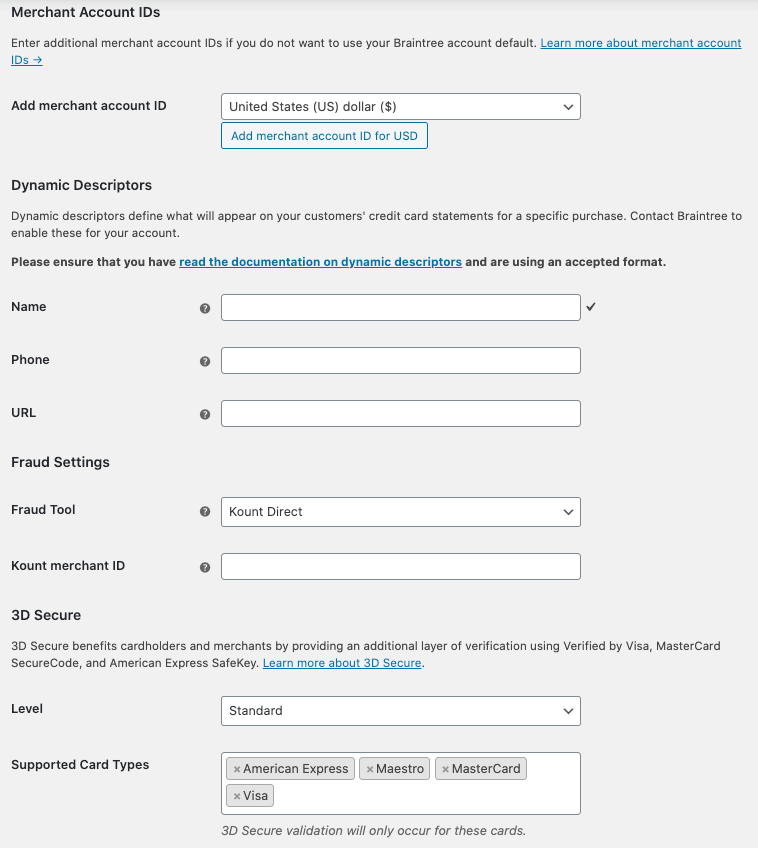 Merchant Account IDs
Enter additional merchant account IDs if you do not want to use your Braintree account default. Learn more about merchant account
IDs →
Add merchant account ID
United States (US) dollar ($)
Add merchant account ID for USD
Dynamic Descriptors
Dynamic descriptors define what will appear on your customers' credit card statements for a specific purchase. Contact Braintree to
enable these for your account.
Please ensure that you have read the documentation on dynamic descriptors and are using an accepted format.
Name ? ✓
Phone ?
URL ?
Fraud Settings
Fraud Tool ? Kount Direct
Kount merchant ID ?
3D Secure
3D Secure benefits cardholders and merchants by providing an additional layer of verification using Verified by Visa, MasterCard
SecureCode, and American Express SafeKey. Learn more about 3D Secure.
Level Standard
Supported Card Types × American Express × Maestro × MasterCard
× Visa
3D Secure validation will only occur for these cards.